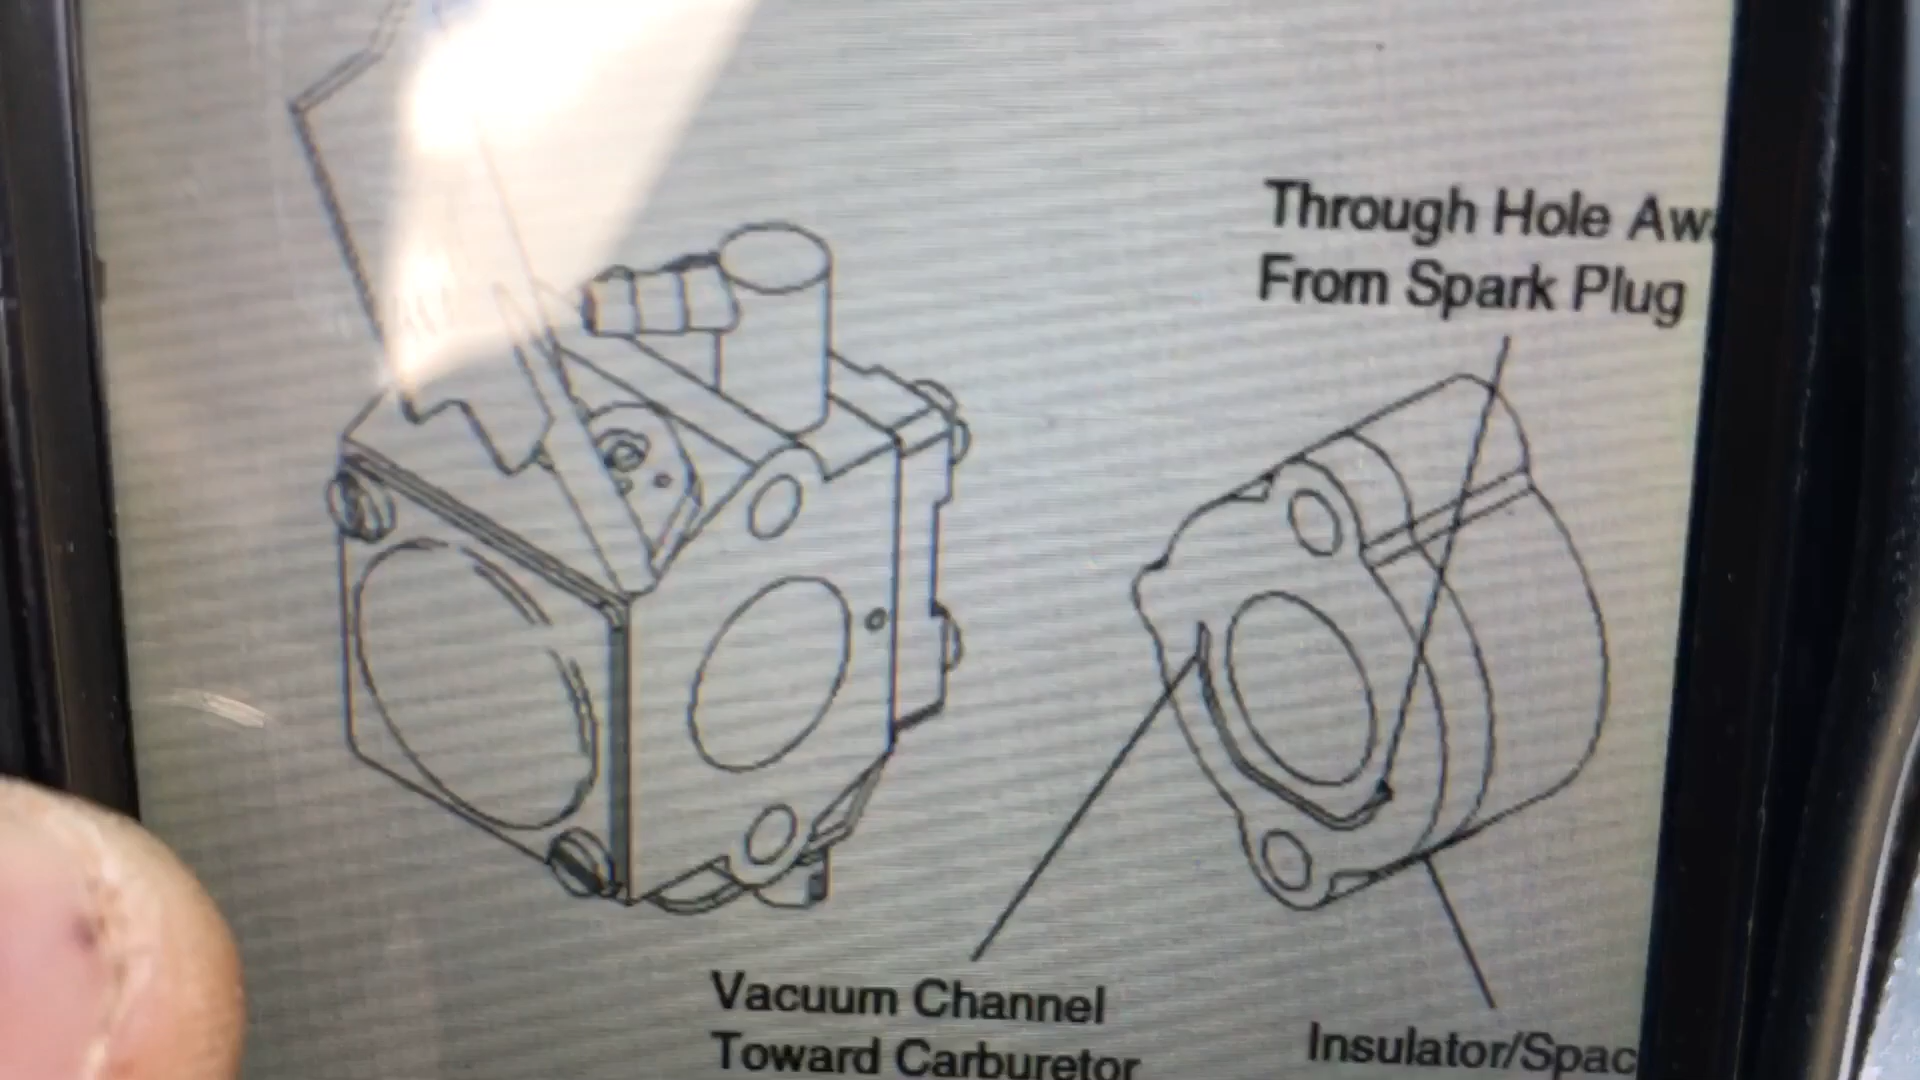 Through Hole Aw
From Spark Plug
Vacuum Channel
Toward Carburetor
Insulator/Spac